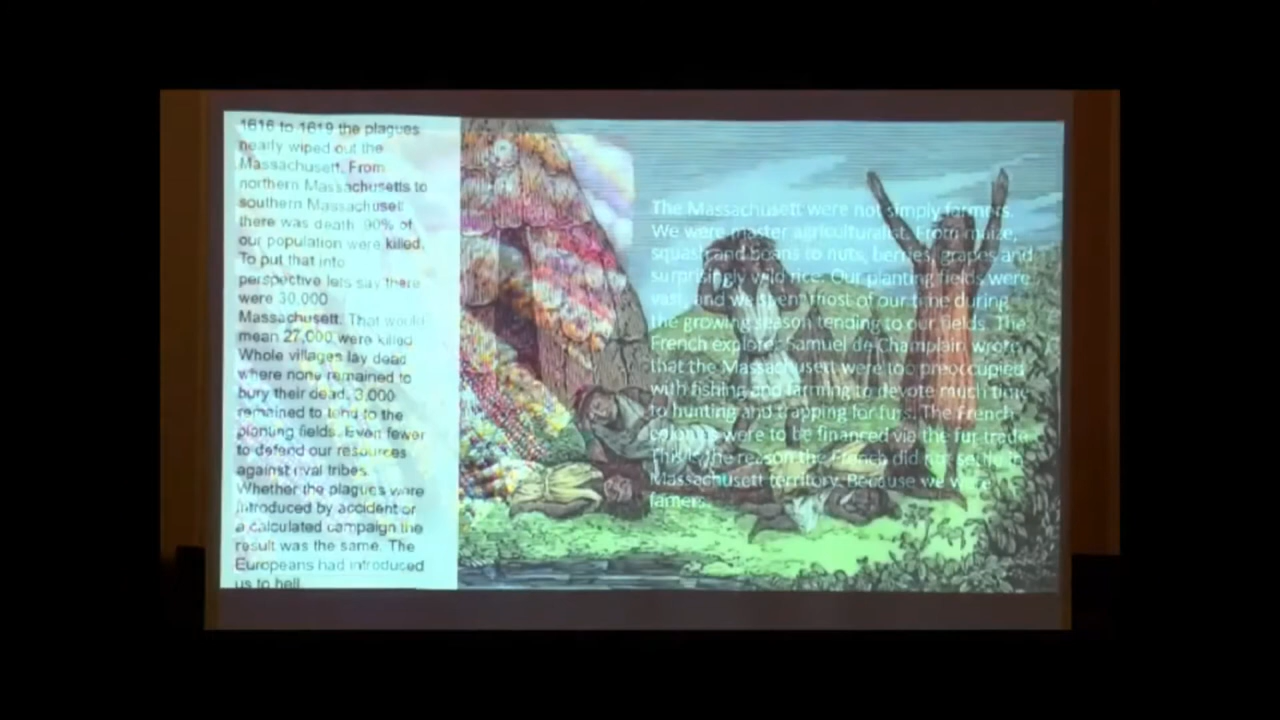 1616 to 1619 the plagues
nearly wiped out the
Massachusett. From
northern Massachusetts to
southern Massachuset
there was death. 90% of
our population were killed.
To put that into
perspective lets say there
were 30,000
Massachusett. That would
mean 27,000 were killed
Whole villages lay dead
where none remained to
bury their dead. 3,000
remained to tend to the
planting fields. Even fewer
to defend our resources
against rival tribes.
Whether the plagues were
introduced by accident or
a calculated campaign the
result was the same. The
Europeans had introduced
us to hell
The Massachusett were not simply farmers.
We were master agriculturalist. From maize,
squash and beans to nuts, berries, grapes and
surprisingly wild rice. Our planting fields were
vast, and we spent most of our time during
the growing season tending to our fields. The
French explorer Samuel de Champlain wrote
that the Massachusett were too preoccupied
with fishing and farming to devote much time
to hunting and trapping for furs. The French
colonies were to be financed via the fur trade
This is the reason the French did not settle in
Massachusett territory. Because we were
famers.